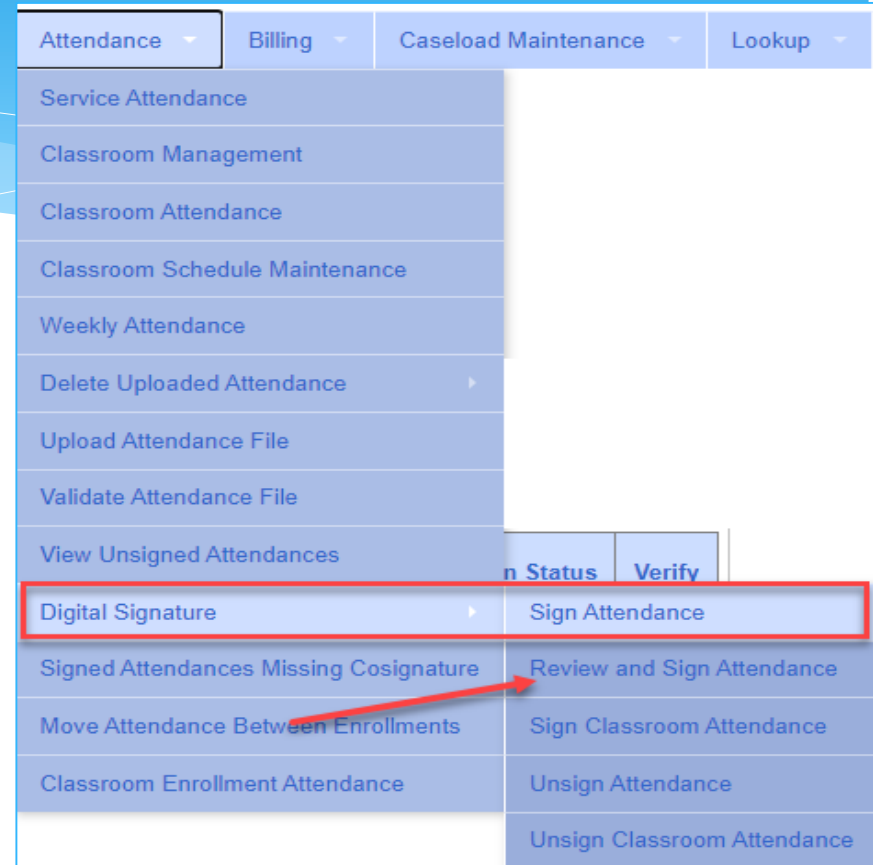 Attendance
Billing
Caseload Maintenance
Lookup
Service Attendance
Classroom Management
Classroom Attendance
Classroom Schedule Maintenance
Weekly Attendance
Delete Uploaded Attendance
Upload Attendance File
Validate Attendance File
View Unsigned Attendances
n Status
Verify
Digital Signature
Sign Attendance
Signed Attendances Missing Cosignature
Review and Sign Attendance
Move Attendance Between Enrollments
Sign Classroom Attendance
Classroom Enrollment Attendance
Unsign Attendance
Unsign Classroom Attendance